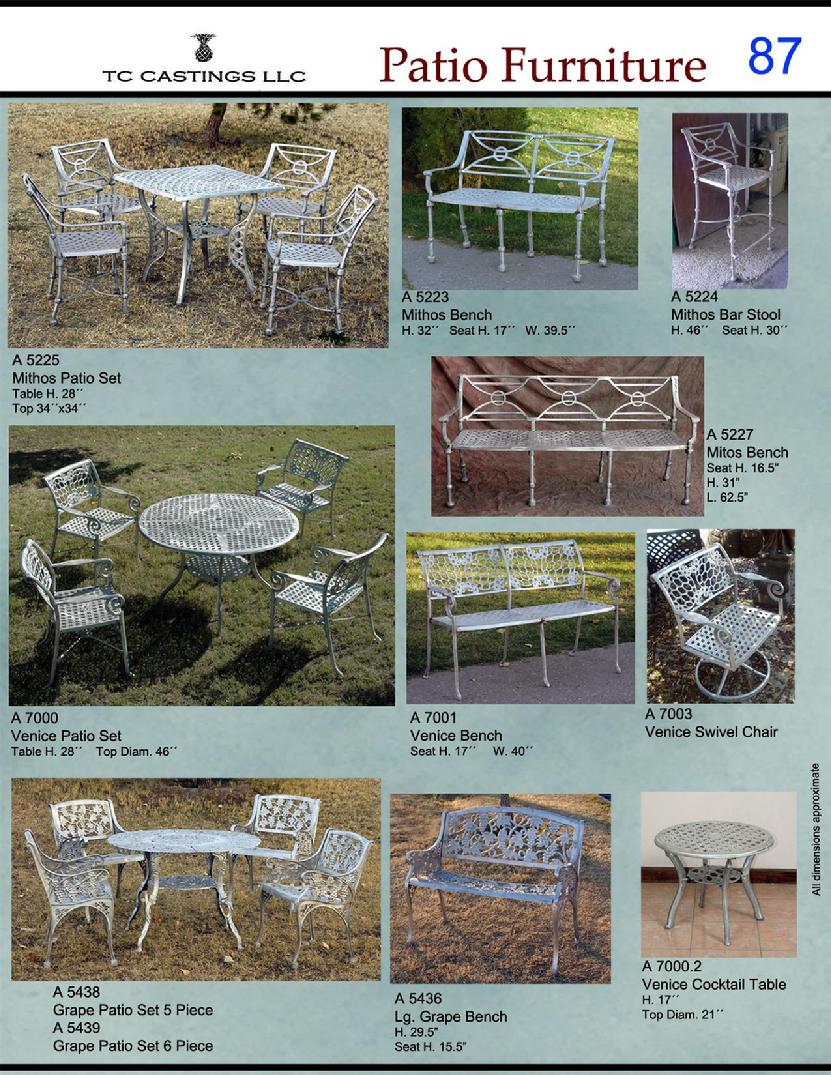 TC CASTINGS LLC
Patio Furniture
87
A 5225
Mithos Patio Set
Table H. 28´´
Top 34´´x34´´
A 5223
Mithos Bench
H. 32´´ Seat H. 17´´ W. 39.5´´
A 5224
Mithos Bar Stool
H. 46´´ Seat H. 30´´
A 5227
Mitos Bench
Seat H. 16.5"
H. 31"
L. 62.5"
A 7000
Venice Patio Set
Table H. 28´´ Top Diam. 46´´
A 7001
Venice Bench
Seat H. 17´´ W. 40´´
A 7003
Venice Swivel Chair
A 5438
Grape Patio Set 5 Piece
A 5439
Grape Patio Set 6 Piece
A 5436
Lg. Grape Bench
H. 29.5"
Seat H. 15.5"
A 7000.2
Venice Cocktail Table
H. 17´´
Top Diam. 21´´
All dimensions approximate